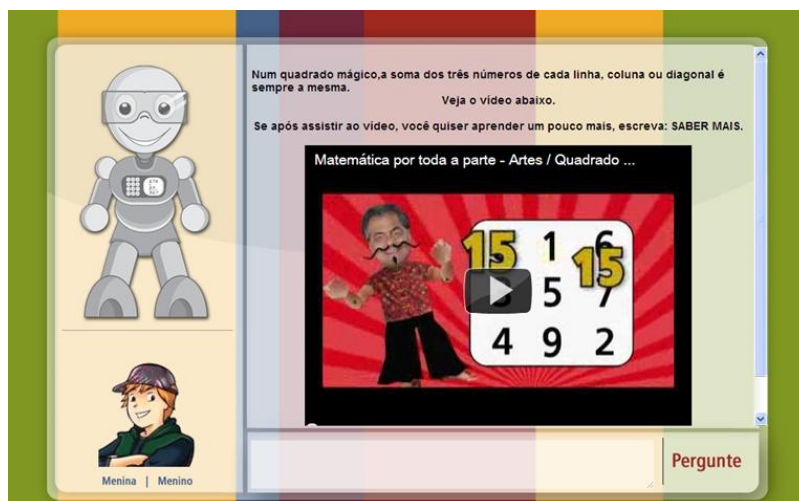 Num quadrado mágico,a soma dos três números de cada linha, coluna ou diagonal é
sempre a mesma.
Veja o vídeo abaixo.
Se após assistir ao vídeo, você quiser aprender um pouco mais, escreva: SABER MAIS.
Matemática por toda a parte - Artes / Quadrado ...
15 1 6
15
5 7
4 9 2
Menina | Menino
Pergunte